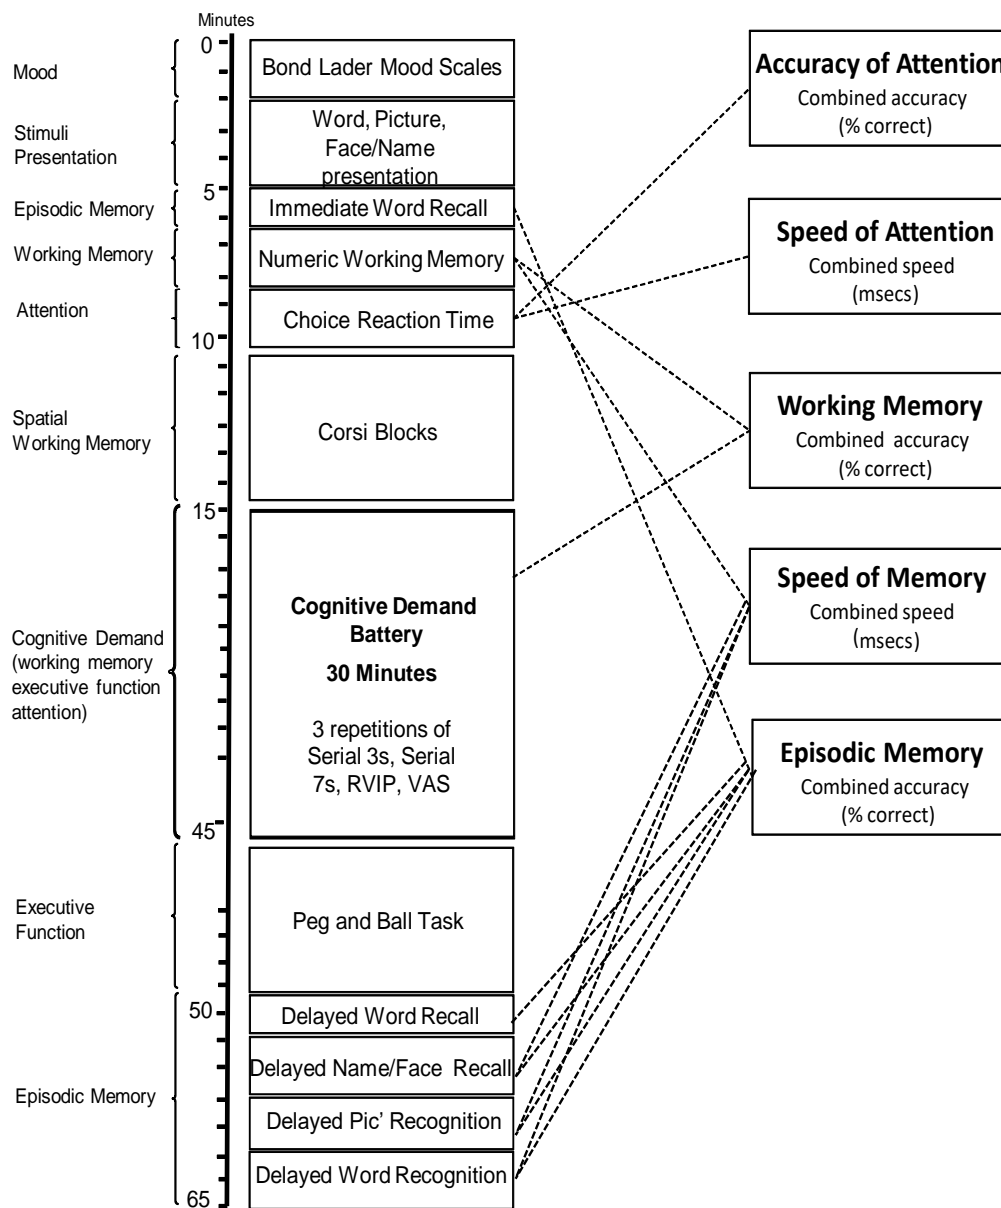 Minutes
0
Mood
Bond Lader Mood Scales
Stimuli
Presentation
Word, Picture,
Face/Name
presentation
5
Episodic Memory
Immediate Word Recall
Working Memory
Numeric Working Memory
Attention
Choice Reaction Time
10
Spatial
Working Memory
Corsi Blocks
15
Cognitive Demand
(working memory
executive function
attention)
Cognitive Demand
Battery
30 Minutes
3 repetitions of
Serial 3s, Serial
7s, RVIP, VAS
45
Executive
Function
Peg and Ball Task
50
Delayed Word Recall
Episodic Memory
Delayed Name/Face Recall
Delayed Pic' Recognition
Delayed Word Recognition
65
Accuracy of Attention
Combined accuracy
(% correct)
Speed of Attention
Combined speed
(msecs)
Working Memory
Combined accuracy
(% correct)
Speed of Memory
Combined speed
(msecs)
Episodic Memory
Combined accuracy
(% correct)